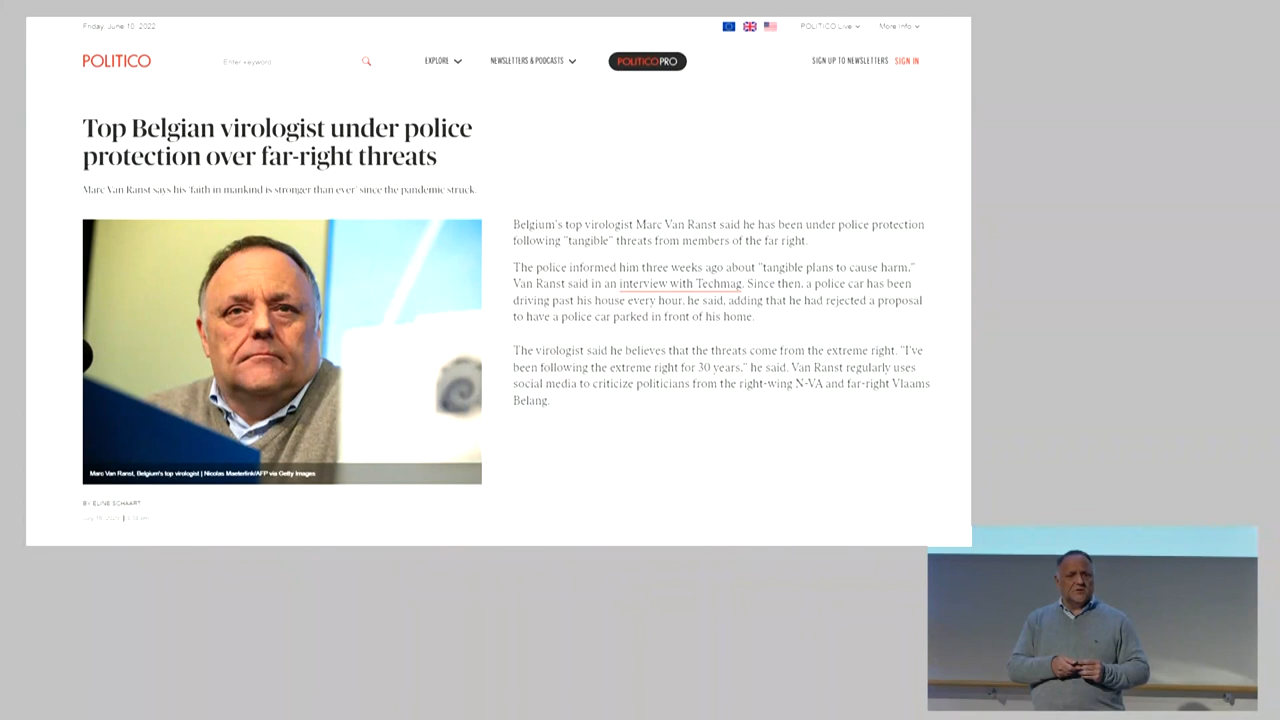 Friday, June 10, 2022
POLITICO Live
More Info
POLITICO
Enter keyword
EXPLORE
NEWSLETTERS & PODCASTS
POLITICO PRO
SIGN UP TO NEWSLETTERS
SIGN IN
Top Belgian virologist under police
protection over far-right threats
Marc Van Ranst says his 'faith in mankind is stronger than ever' since the pandemic struck.
Belgium's top virologist Marc Van Ranst said he has been under police protection
following "tangible" threats from members of the far right.
The police informed him three weeks ago about "tangible plans to cause harm,"
Van Ranst said in an interview with Techmag. Since then, a police car has been
driving past his house every hour, he said, adding that he had rejected a proposal
to have a police car parked in front of his home.
The virologist said he believes that the threats come from the extreme right. "I've
been following the extreme right for 30 years," he said. Van Ranst regularly uses
social media to criticize politicians from the right-wing N-VA and far-right Vlaams
Belang.
Marc Van Ranst, Belgium's top virologist | Nicolas Maeterlink/AFP via Getty Images
BY ELINE SCHAART